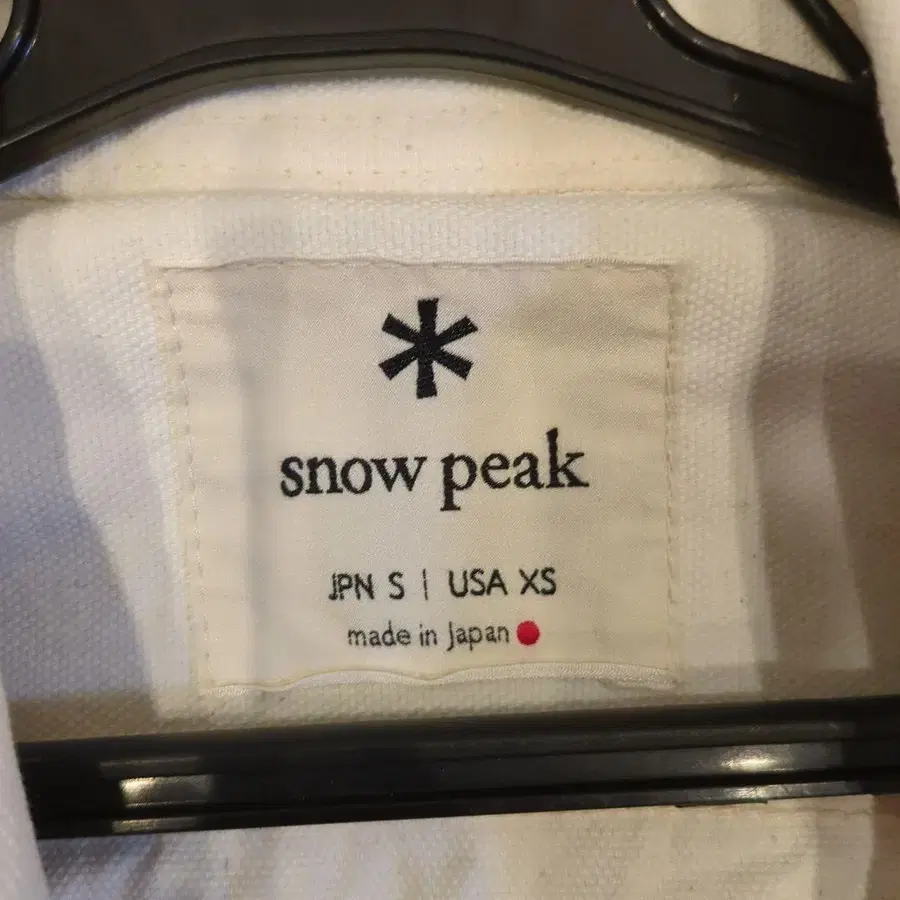 snow peak
JPN S | USA XS
made in Japan